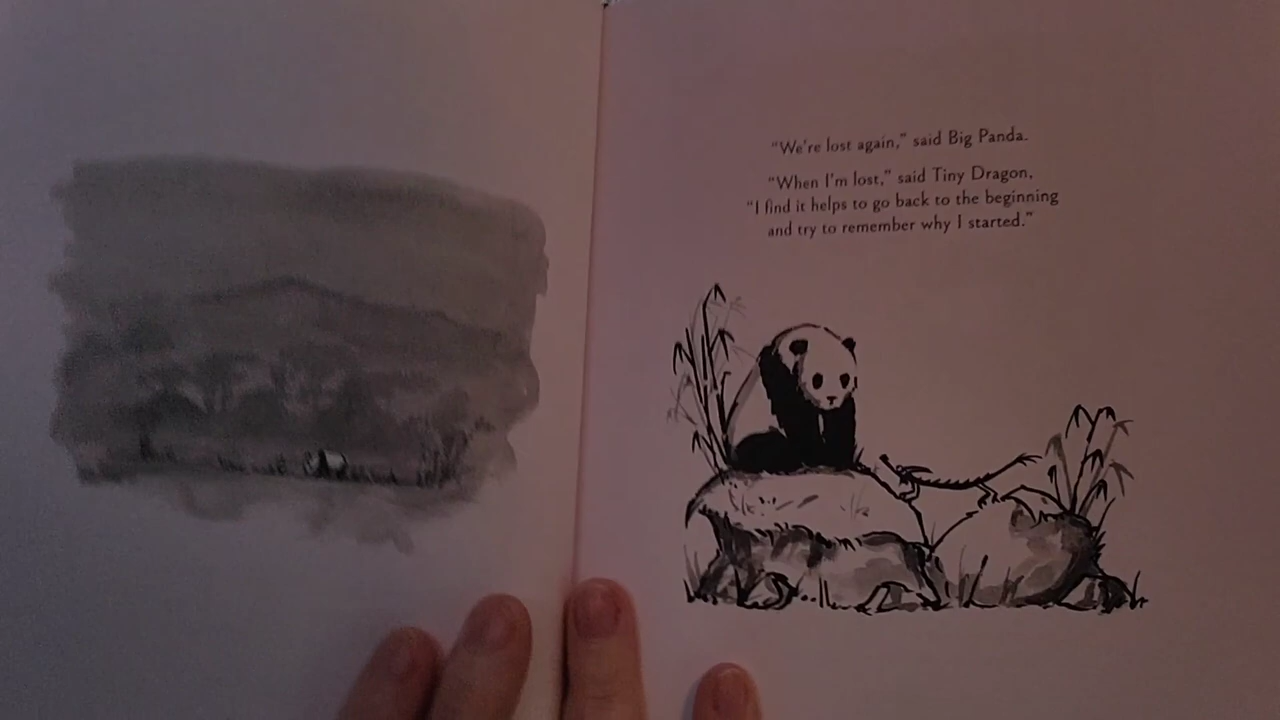 “We’re lost again,” said Big Panda.
“When I’m lost,” said Tiny Dragon,
“I find it helps to go back to the beginning
and try to remember why I started.”